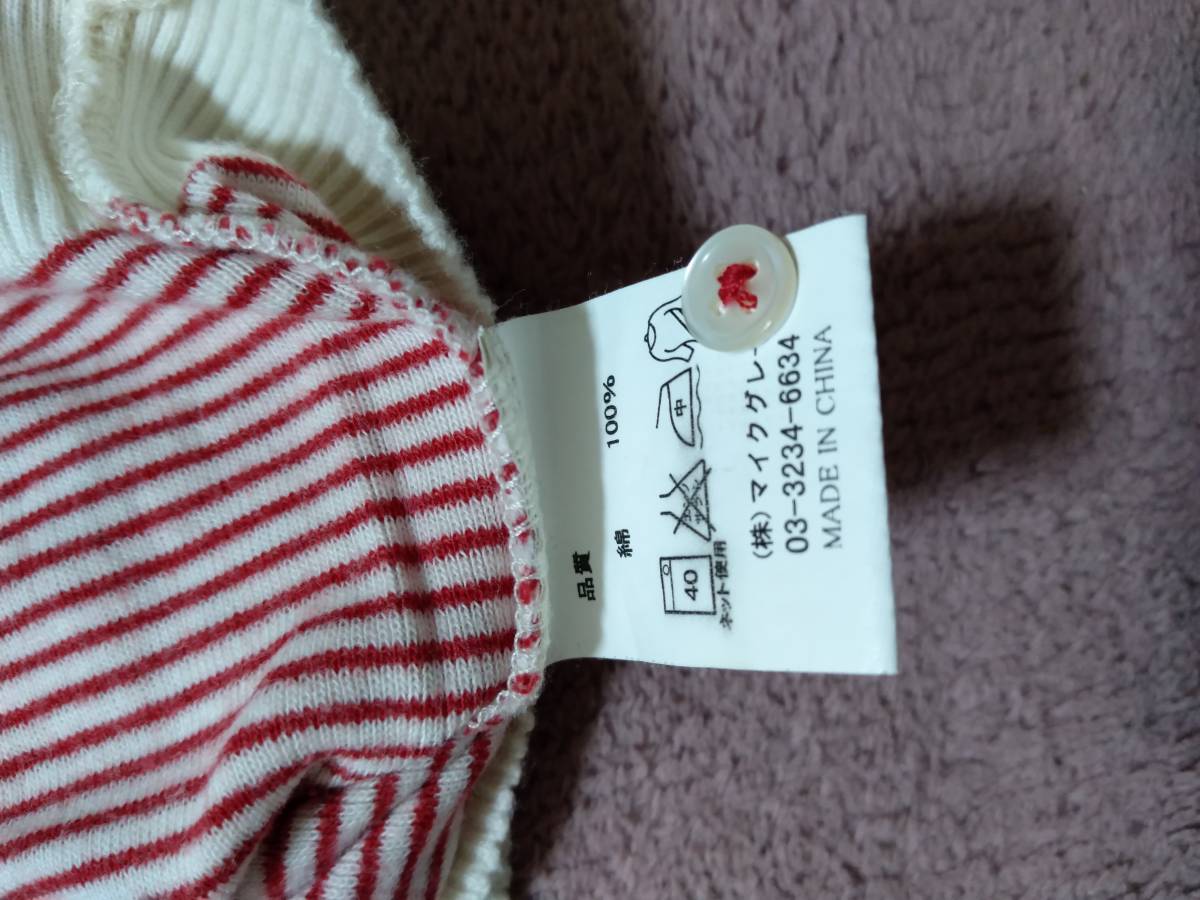 品質
綿 100%
40 中
ネット使用
(株)マイクグレー
03-3234-6634
MADE IN CHINA